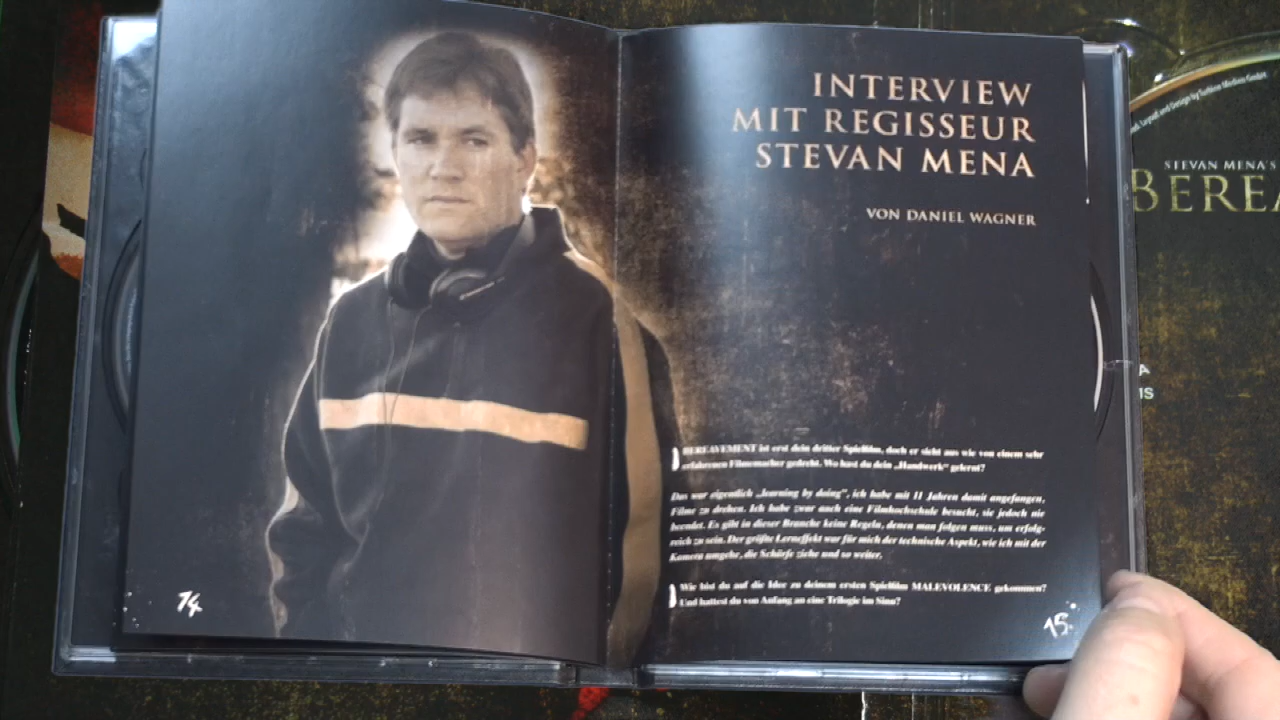 INTERVIEW
MIT REGISSEUR
STEVAN MENA
VON DANIEL WAGNER
BEREAVEMENT ist erst dein dritter Spielfilm, doch er sieht aus wie von einem sehr
erfahrenen Filmemacher gedreht. Wo hast du dein „Handwerk" gelernt?
Das war eigentlich „learning by doing", ich habe mit 11 Jahren damit angefangen,
Filme zu drehen. Ich habe zwar auch eine Filmhochschule besucht, sie jedoch nie
beendet. Es gibt in dieser Branche keine Regeln, denen man folgen muss, um erfolg-
reich zu sein. Der größte Lerneffekt war für mich der technische Aspekt, wie ich mit der
Kamera umgehe, die Schärfe ziehe und so weiter.
Wie bist du auf die Idee zu deinem ersten Spielfilm MALEVOLENCE gekommen?
Und hattest du von Anfang an eine Trilogie im Sinn?
14
15
STEVAN MENA'S
BEREA